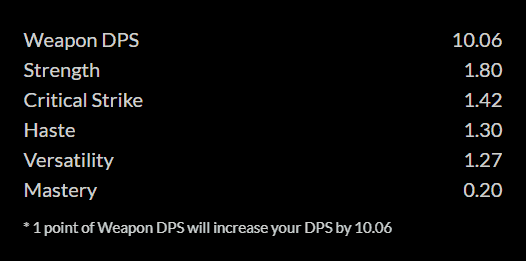 Weapon DPS 10.06
Strength 1.80
Critical Strike 1.42
Haste 1.30
Versatility 1.27
Mastery 0.20
* 1 point of Weapon DPS will increase your DPS by 10.06